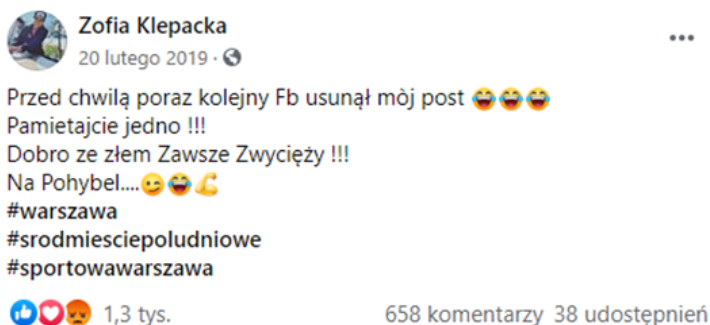 Zofia Klepacka
20 lutego 2019 ·
Przed chwilą poraz kolejny Fb usunął mòj post 😂😂😂
Pamietajcie jedno !!!
Dobro ze złem Zawsze Zwycięży !!!
Na Pohybel....😉😂💪
#warszawa
#srodmiesciepoludniowe
#sportowawarszawa
1,3 tys. 658 komentarzy 38 udostępnień